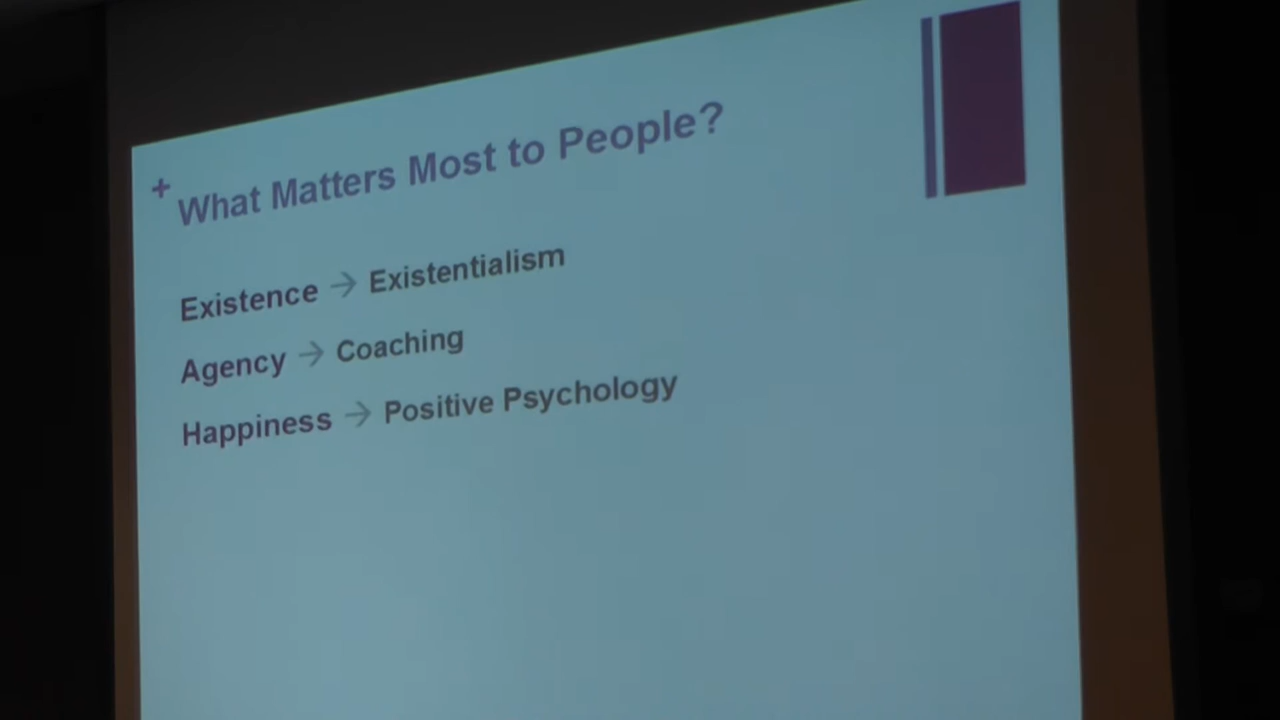 +
What Matters Most to People?
Existence → Existentialism
Agency → Coaching
Happiness → Positive Psychology